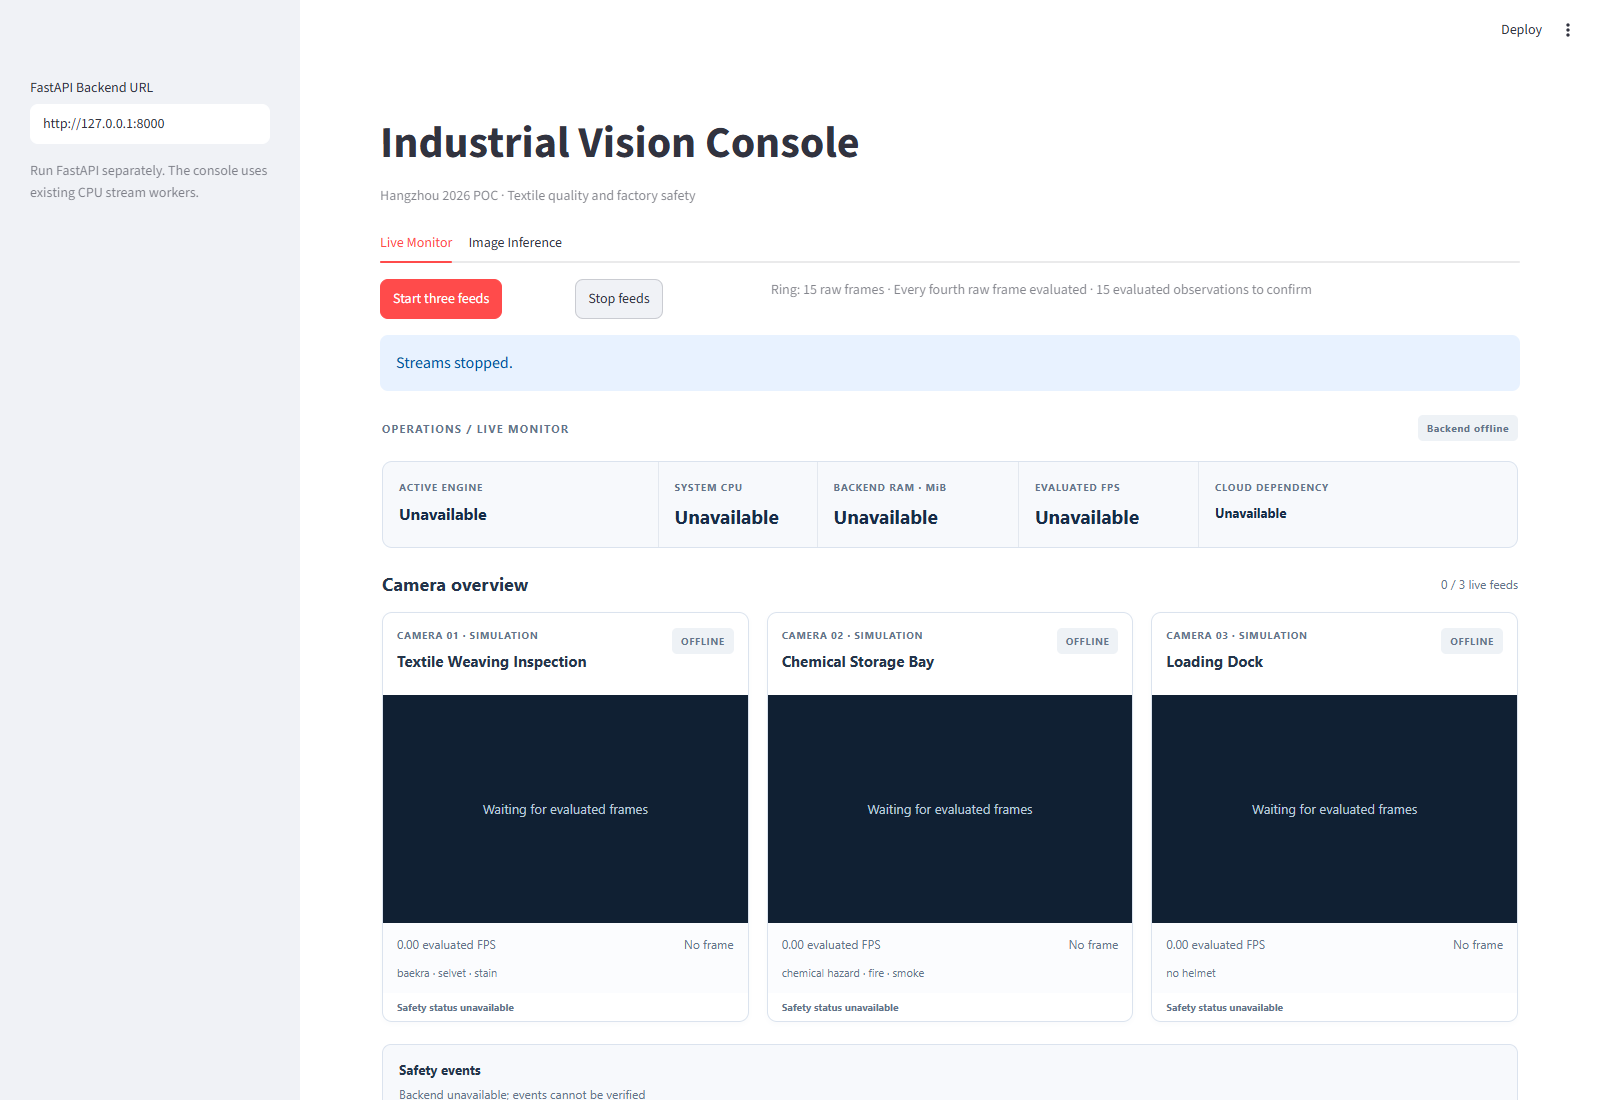 Deploy
FastAPI Backend URL
http://127.0.0.1:8000
Run FastAPI separately. The console uses
existing CPU stream workers.
Industrial Vision Console
Hangzhou 2026 POC · Textile quality and factory safety
Live Monitor
Image Inference
Start three feeds
Stop feeds
Ring: 15 raw frames · Every fourth raw frame evaluated · 15 evaluated observations to confirm
Streams stopped.
OPERATIONS / LIVE MONITOR
Backend offline
ACTIVE ENGINE
Unavailable
SYSTEM CPU
Unavailable
BACKEND RAM · MiB
Unavailable
EVALUATED FPS
Unavailable
CLOUD DEPENDENCY
Unavailable
Camera overview
0 / 3 live feeds
CAMERA 01 · SIMULATION
OFFLINE
Textile Weaving Inspection
Waiting for evaluated frames
0.00 evaluated FPS
No frame
baekra · selvet · stain
Safety status unavailable
CAMERA 02 · SIMULATION
OFFLINE
Chemical Storage Bay
Waiting for evaluated frames
0.00 evaluated FPS
No frame
chemical hazard · fire · smoke
Safety status unavailable
CAMERA 03 · SIMULATION
OFFLINE
Loading Dock
Waiting for evaluated frames
0.00 evaluated FPS
No frame
no helmet
Safety status unavailable
Safety events
Backend unavailable; events cannot be verified